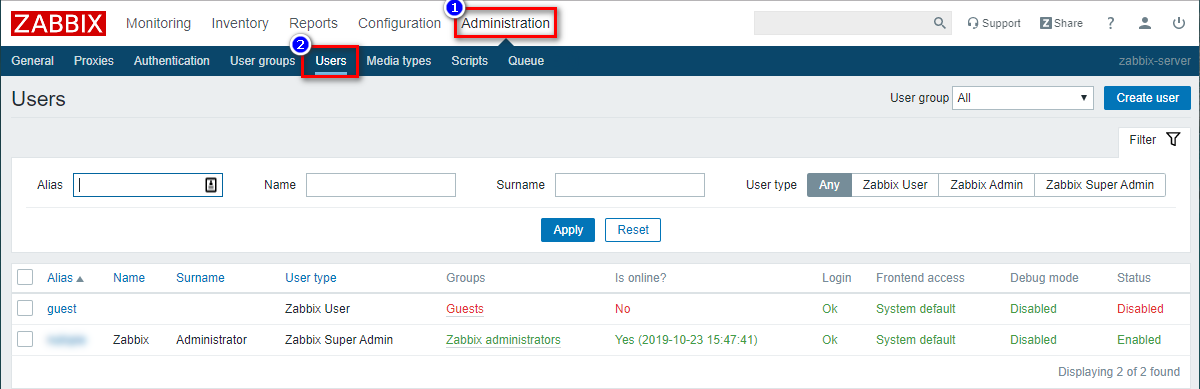 ZABBIX Monitoring Inventory Reports Configuration 1 Administration Support Z Share ?
General Proxies Authentication User groups 2 Users Media types Scripts Queue zabbix-server
Users User group All Create user
Filter
Alias Name Surname User type Any Zabbix User Zabbix Admin Zabbix Super Admin
Apply Reset
Alias Name Surname User type Groups Is online? Login Frontend access Debug mode Status
guest Zabbix User Guests No Ok System default Disabled Disabled
Zabbix Administrator Zabbix Super Admin Zabbix administrators Yes (2019-10-23 15:47:41) Ok System default Disabled Enabled
Displaying 2 of 2 found